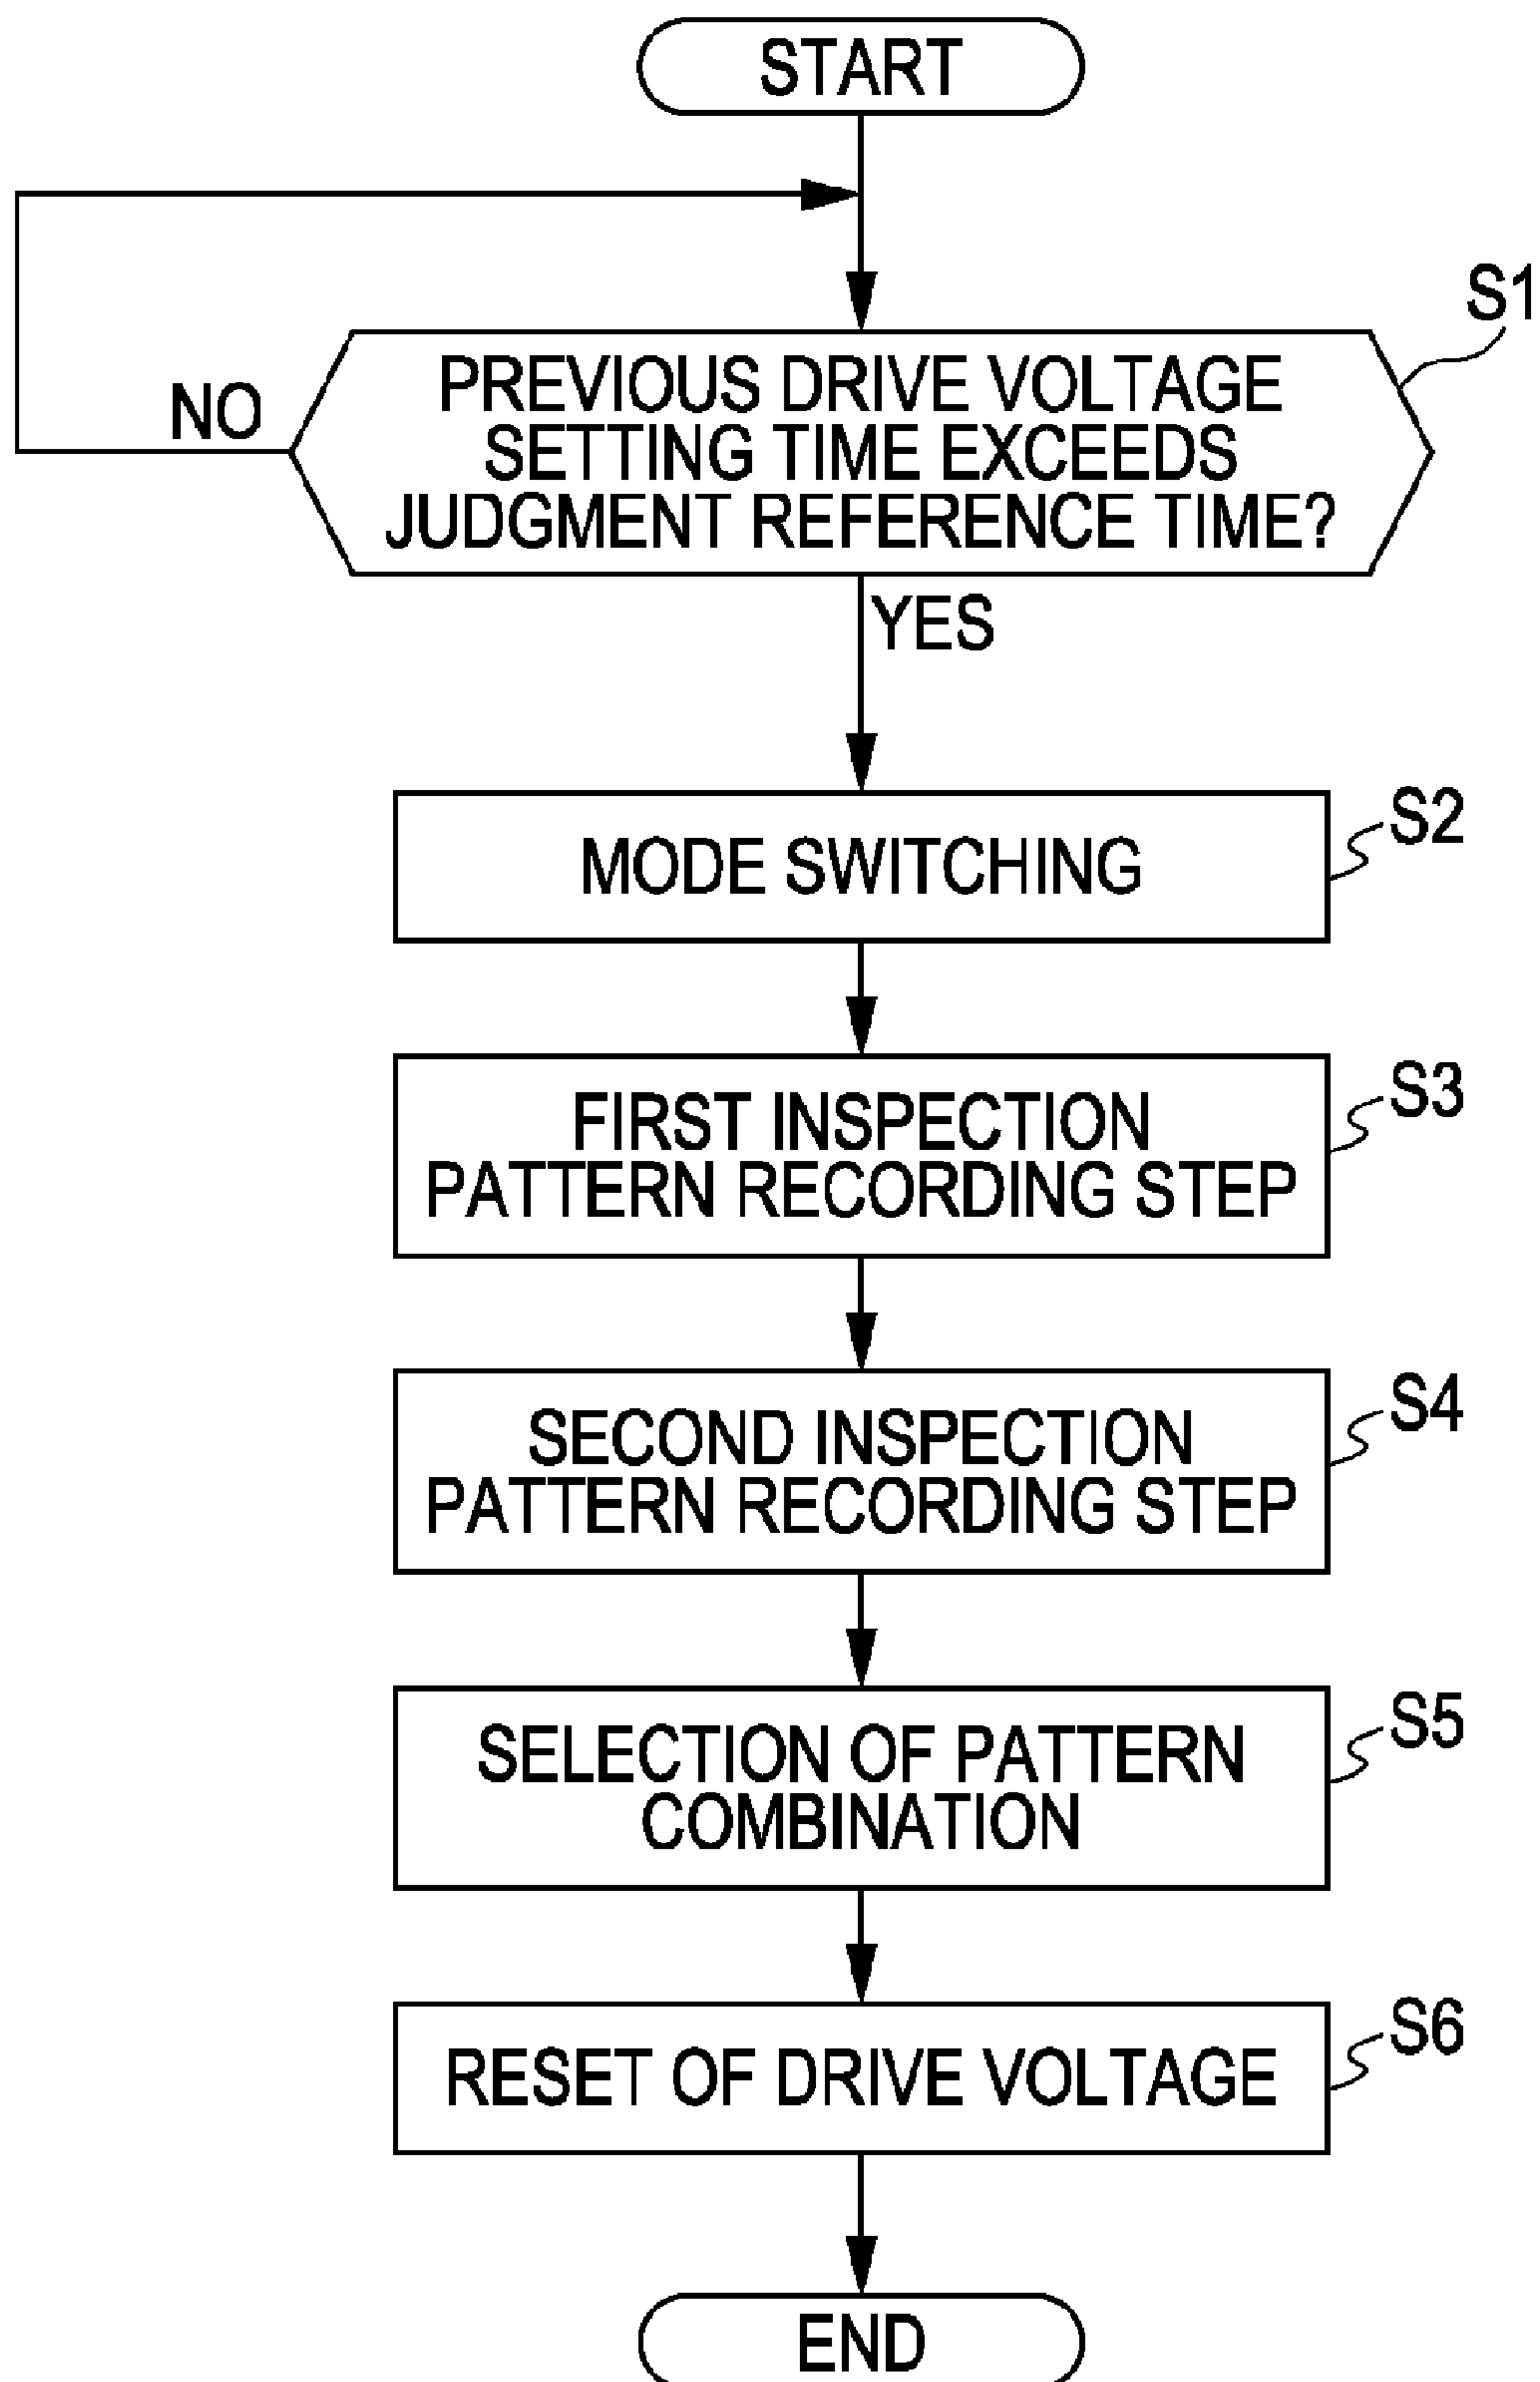 START
S1
PREVIOUS DRIVE VOLTAGE
SETTING TIME EXCEEDS
JUDGMENT REFERENCE TIME?
NO
YES
S2
MODE SWITCHING
S3
FIRST INSPECTION
PATTERN RECORDING STEP
S4
SECOND INSPECTION
PATTERN RECORDING STEP
S5
SELECTION OF PATTERN
COMBINATION
S6
RESET OF DRIVE VOLTAGE
END